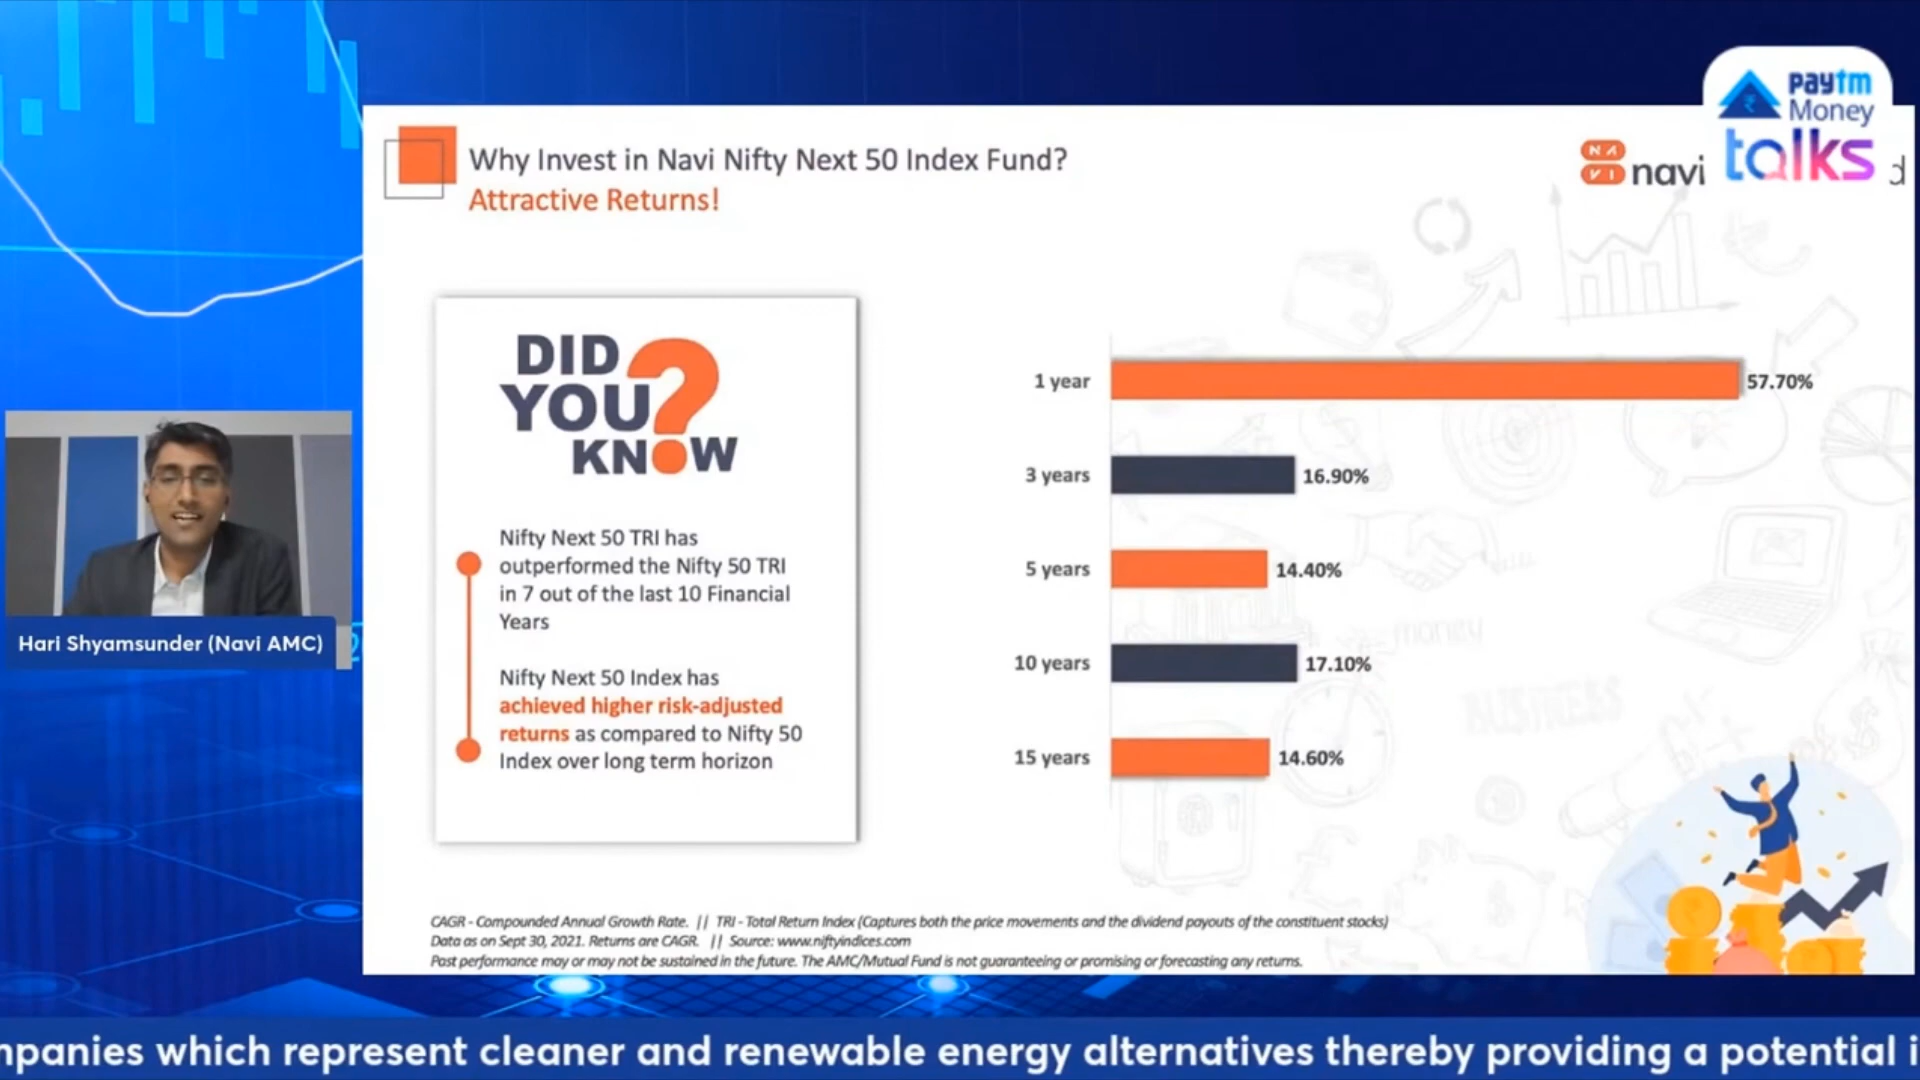 paytm
Money
talks
NA
VI
navi
d
Why Invest in Navi Nifty Next 50 Index Fund?
Attractive Returns!
DID
YOU
KNOW
?
Nifty Next 50 TRI has
outperformed the Nifty 50 TRI
in 7 out of the last 10 Financial
Years
Nifty Next 50 Index has
achieved higher risk-adjusted
returns as compared to Nifty 50
Index over long term horizon
1 year 57.70%
3 years 16.90%
5 years 14.40%
10 years 17.10%
15 years 14.60%
money
BUSINESS
Hari Shyamsunder (Navi AMC)
CAGR - Compounded Annual Growth Rate. || TRI - Total Return Index (Captures both the price movements and the dividend payouts of the constituent stocks)
Data as on Sept 30, 2021. Returns are CAGR. || Source: www.niftyindices.com
Past performance may or may not be sustained in the future. The AMC/Mutual Fund is not guaranteeing or promising or forecasting any returns.
mpanies which represent cleaner and renewable energy alternatives thereby providing a potential i